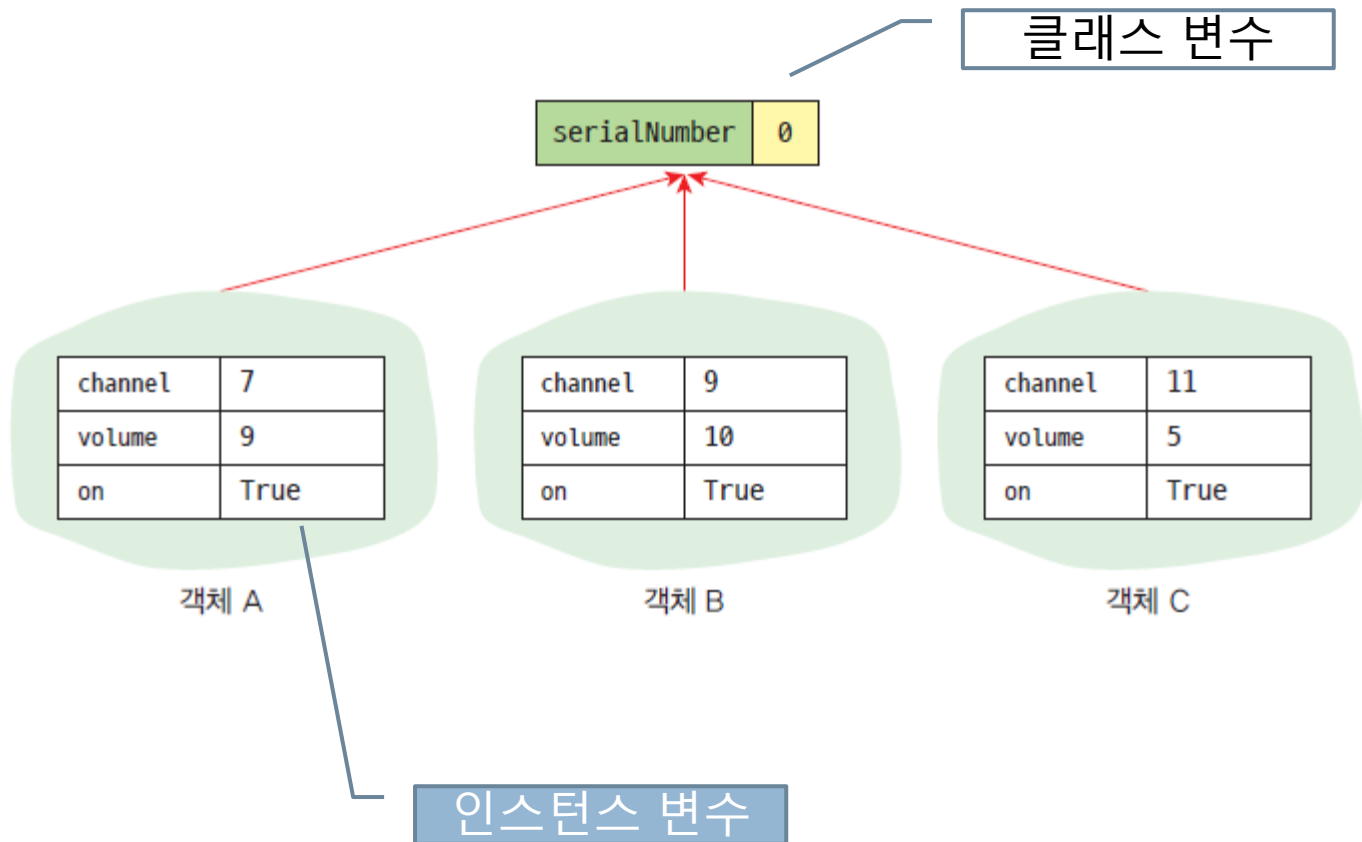 클래스 변수
serialNumber 0
channel 7
volume 9
on True
객체 A
channel 9
volume 10
on True
객체 B
channel 11
volume 5
on True
객체 C
인스턴스 변수